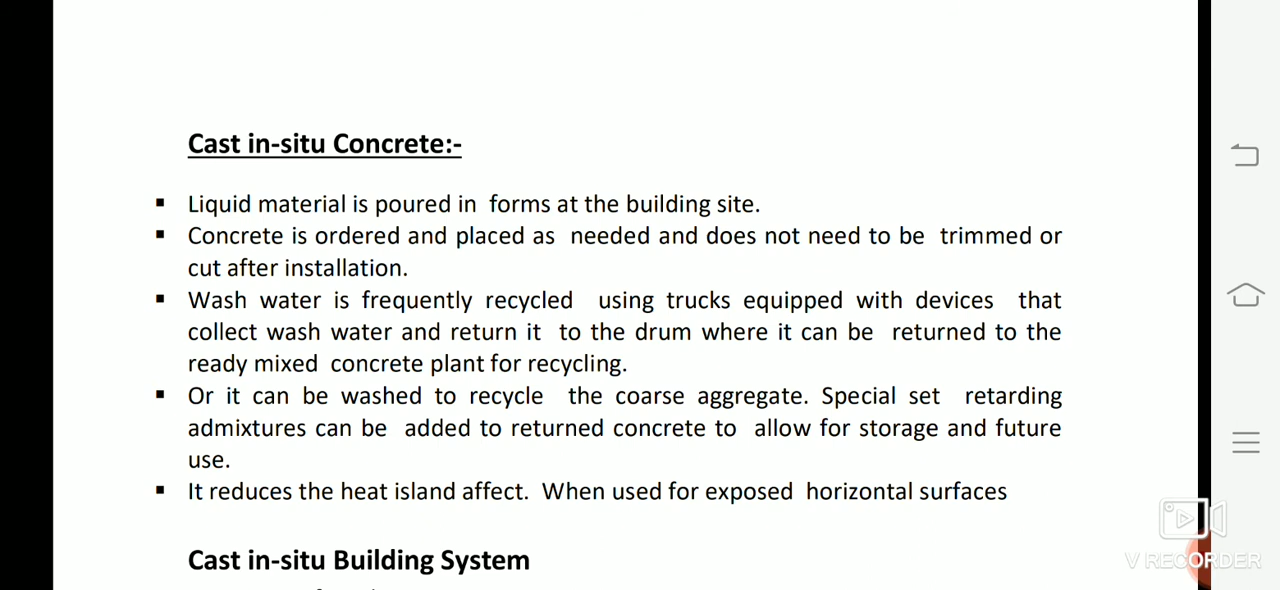 Cast in-situ Concrete:-
▪ Liquid material is poured in forms at the building site.
▪ Concrete is ordered and placed as needed and does not need to be trimmed or
cut after installation.
▪ Wash water is frequently recycled using trucks equipped with devices that
collect wash water and return it to the drum where it can be returned to the
ready mixed concrete plant for recycling.
▪ Or it can be washed to recycle the coarse aggregate. Special set retarding
admixtures can be added to returned concrete to allow for storage and future
use.
▪ It reduces the heat island affect. When used for exposed horizontal surfaces
Cast in-situ Building System
V RECORDER